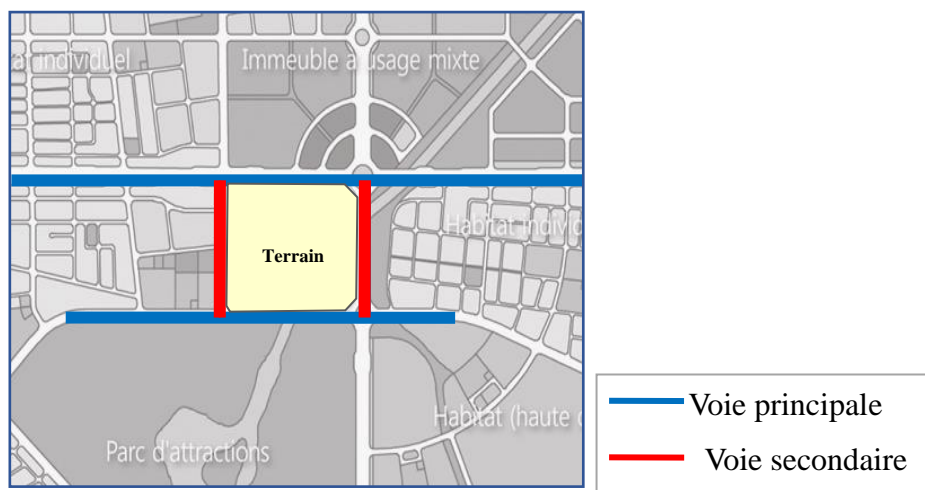 at individuel
Immeuble à usage mixte
Habitat individ
Terrain
Parc d'attractions
Habitat (haute d
Voie principale
Voie secondaire